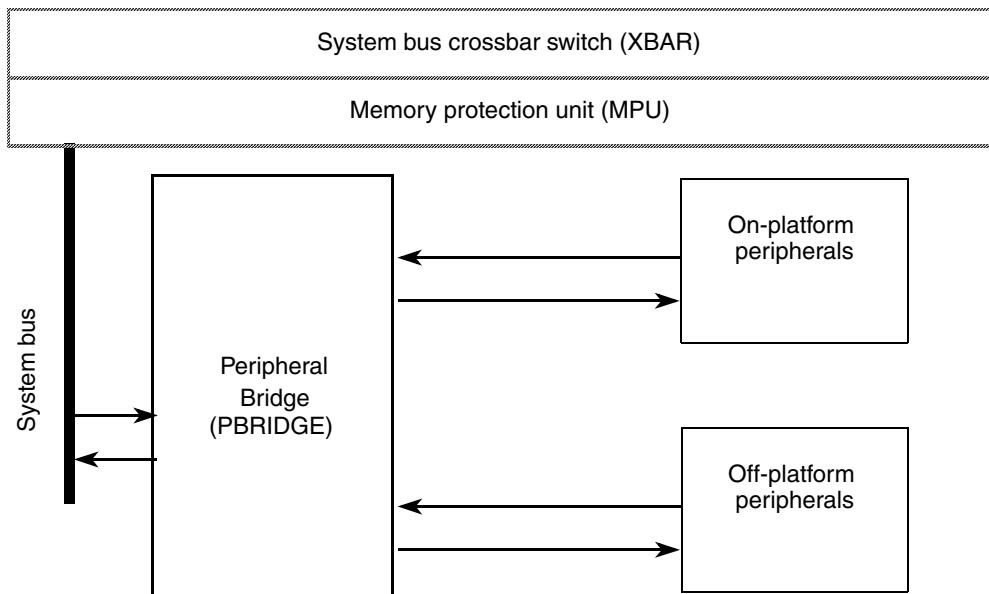 System bus crossbar switch (XBAR)
Memory protection unit (MPU)
System bus
Peripheral
Bridge
(PBRIDGE)
On-platform
peripherals
Off-platform
peripherals